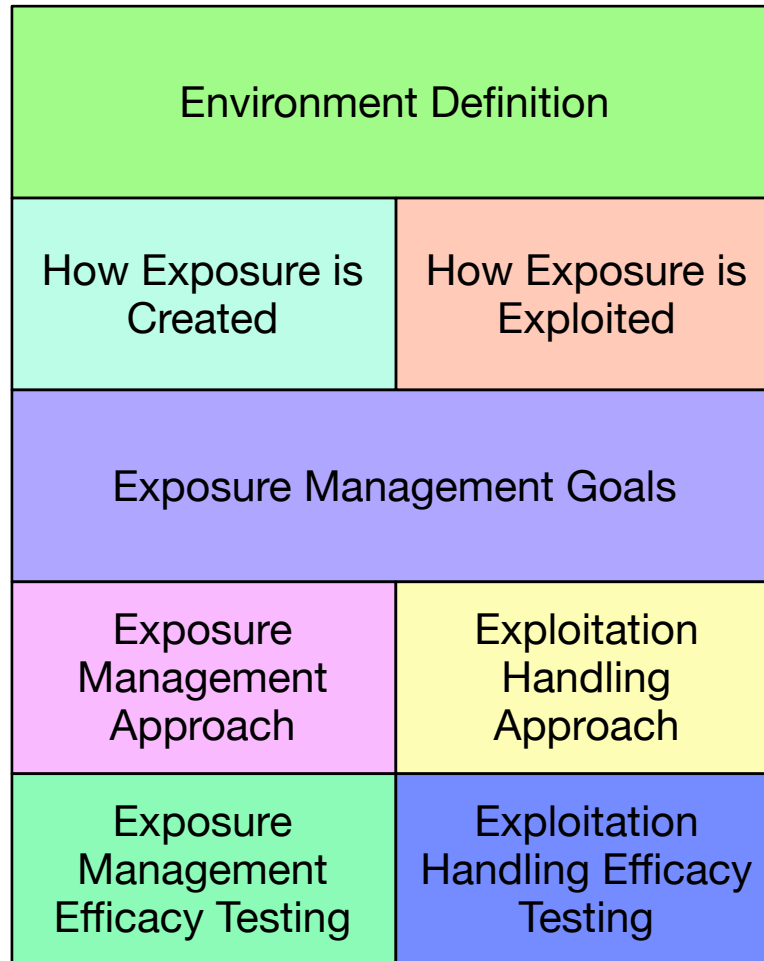 Environment Definition
How Exposure is
Created
How Exposure is
Exploited
Exposure Management Goals
Exposure
Management
Approach
Exploitation
Handling
Approach
Exposure
Management
Efficacy Testing
Exploitation
Handling Efficacy
Testing